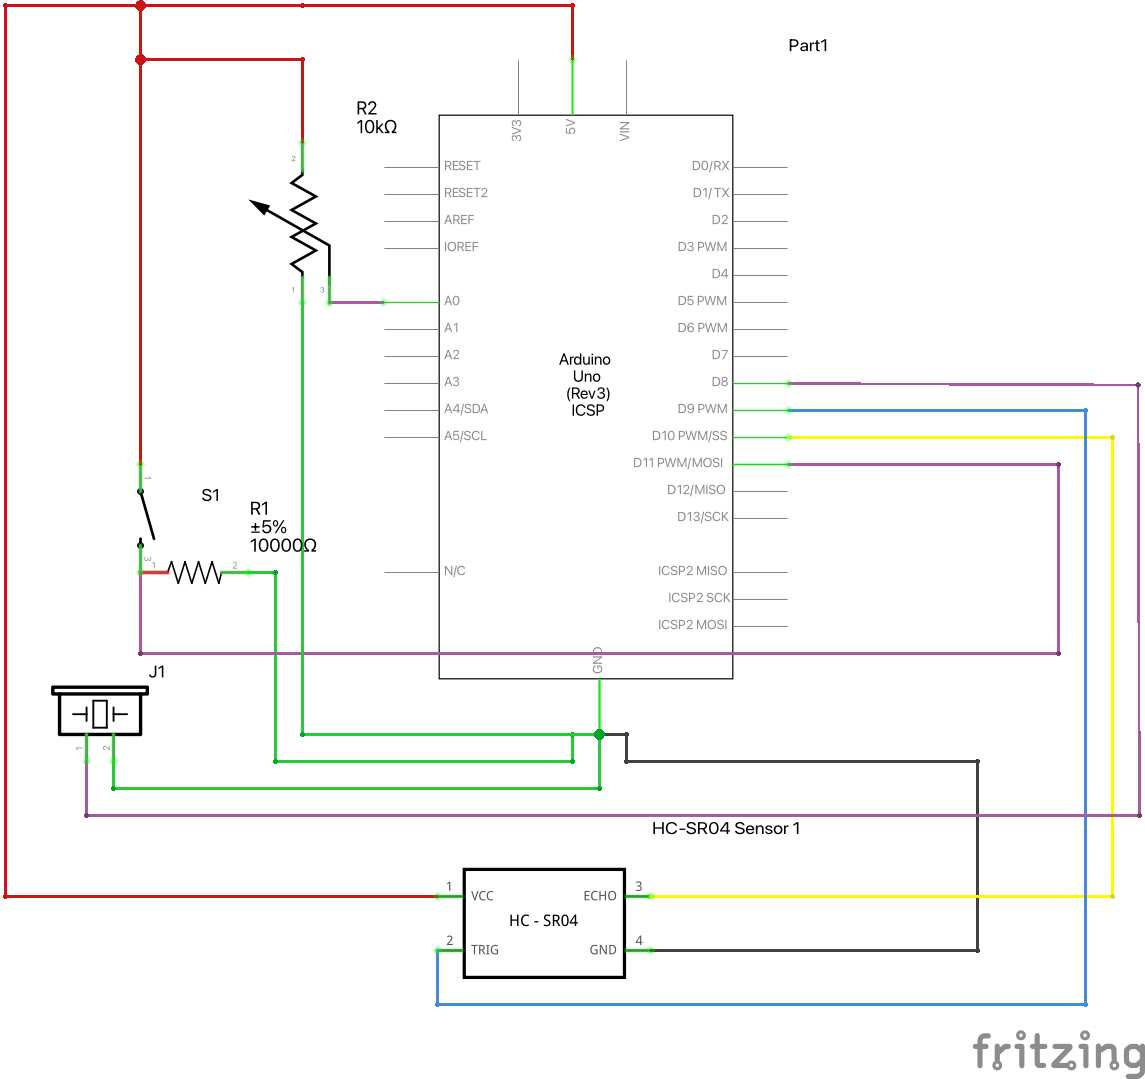 Part1
R2
10kΩ
3V3
5V
VIN
2
1
3
RESET
RESET2
AREF
IOREF
A0
A1
A2
A3
A4/SDA
A5/SCL
N/C
Arduino
Uno
(Rev3)
ICSP
D0/RX
D1/TX
D2
D3 PWM
D4
D5 PWM
D6 PWM
D7
D8
D9 PWM
D10 PWM/SS
D11 PWM/MOSI
D12/MISO
D13/SCK
ICSP2 MISO
ICSP2 SCK
ICSP2 MOSI
GND
1
S1
3
R1
±5%
10000Ω
1
2
J1
1
2
HC-SR04 Sensor 1
1
VCC
2
TRIG
HC - SR04
ECHO
3
GND
4
fritzing